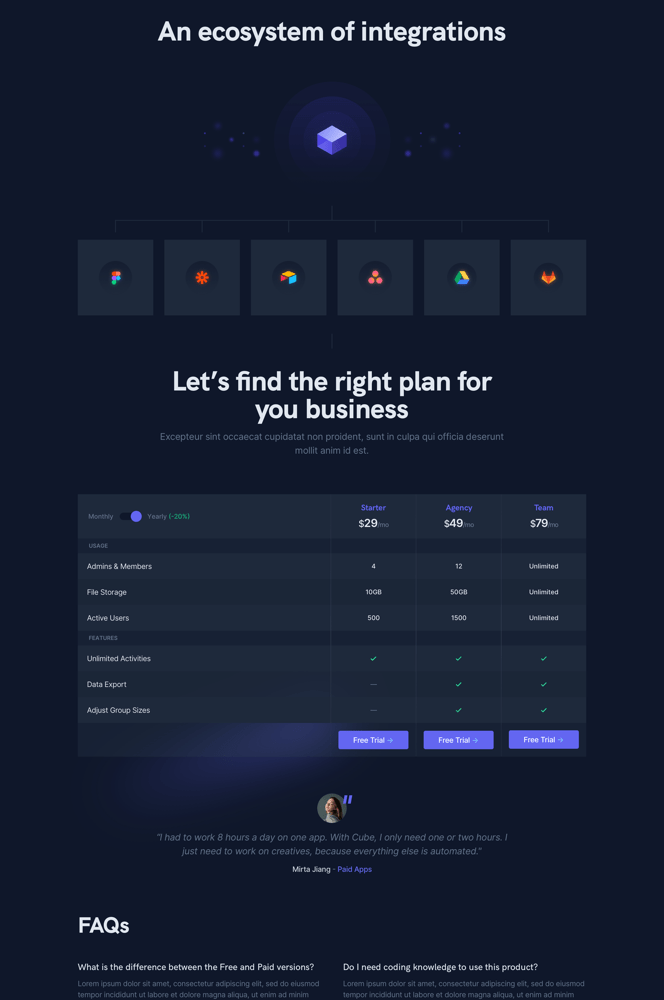 An ecosystem of integrations
Let’s find the right plan for
you business
Excepteur sint occaecat cupidatat non proident, sunt in culpa qui officia deserunt
mollit anim id est.
Monthly Yearly (-20%)
Starter Agency Team
$29/mo $49/mo $79/mo
USAGE
Admins & Members 4 12 Unlimited
File Storage 10GB 50GB Unlimited
Active Users 500 1500 Unlimited
FEATURES
Unlimited Activities ✓ ✓ ✓
Data Export — ✓ ✓
Adjust Group Sizes — ✓ ✓
Free Trial -> Free Trial -> Free Trial ->
“I had to work 8 hours a day on one app. With Cube, I only need one or two hours. I
just need to work on creatives, because everything else is automated.”
Mirta Jiang - Paid Apps
FAQs
What is the difference between the Free and Paid versions?
Lorem ipsum dolor sit amet, consectetur adipiscing elit, sed do eiusmod
tempor incididunt ut labore et dolore magna aliqua, ut enim ad minim
Do I need coding knowledge to use this product?
Lorem ipsum dolor sit amet, consectetur adipiscing elit, sed do eiusmod
tempor incididunt ut labore et dolore magna aliqua, ut enim ad minim